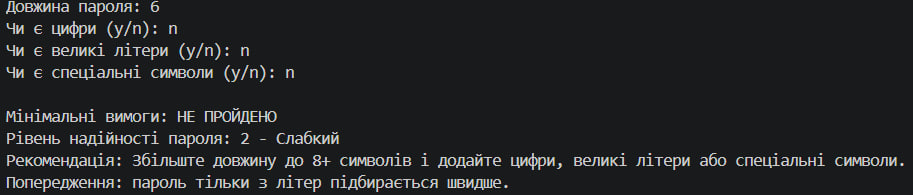 Довжина пароля: 6
Чи є цифри (y/n): n
Чи є великі літери (y/n): n
Чи є спеціальні символи (y/n): n
Мінімальні вимоги: НЕ ПРОЙДЕНО
Рівень надійності пароля: 2 - Слабкий
Рекомендація: Збільште довжину до 8+ символів і додайте цифри, великі літери або спеціальні символи.
Попередження: пароль тільки з літер підбирається швидше.